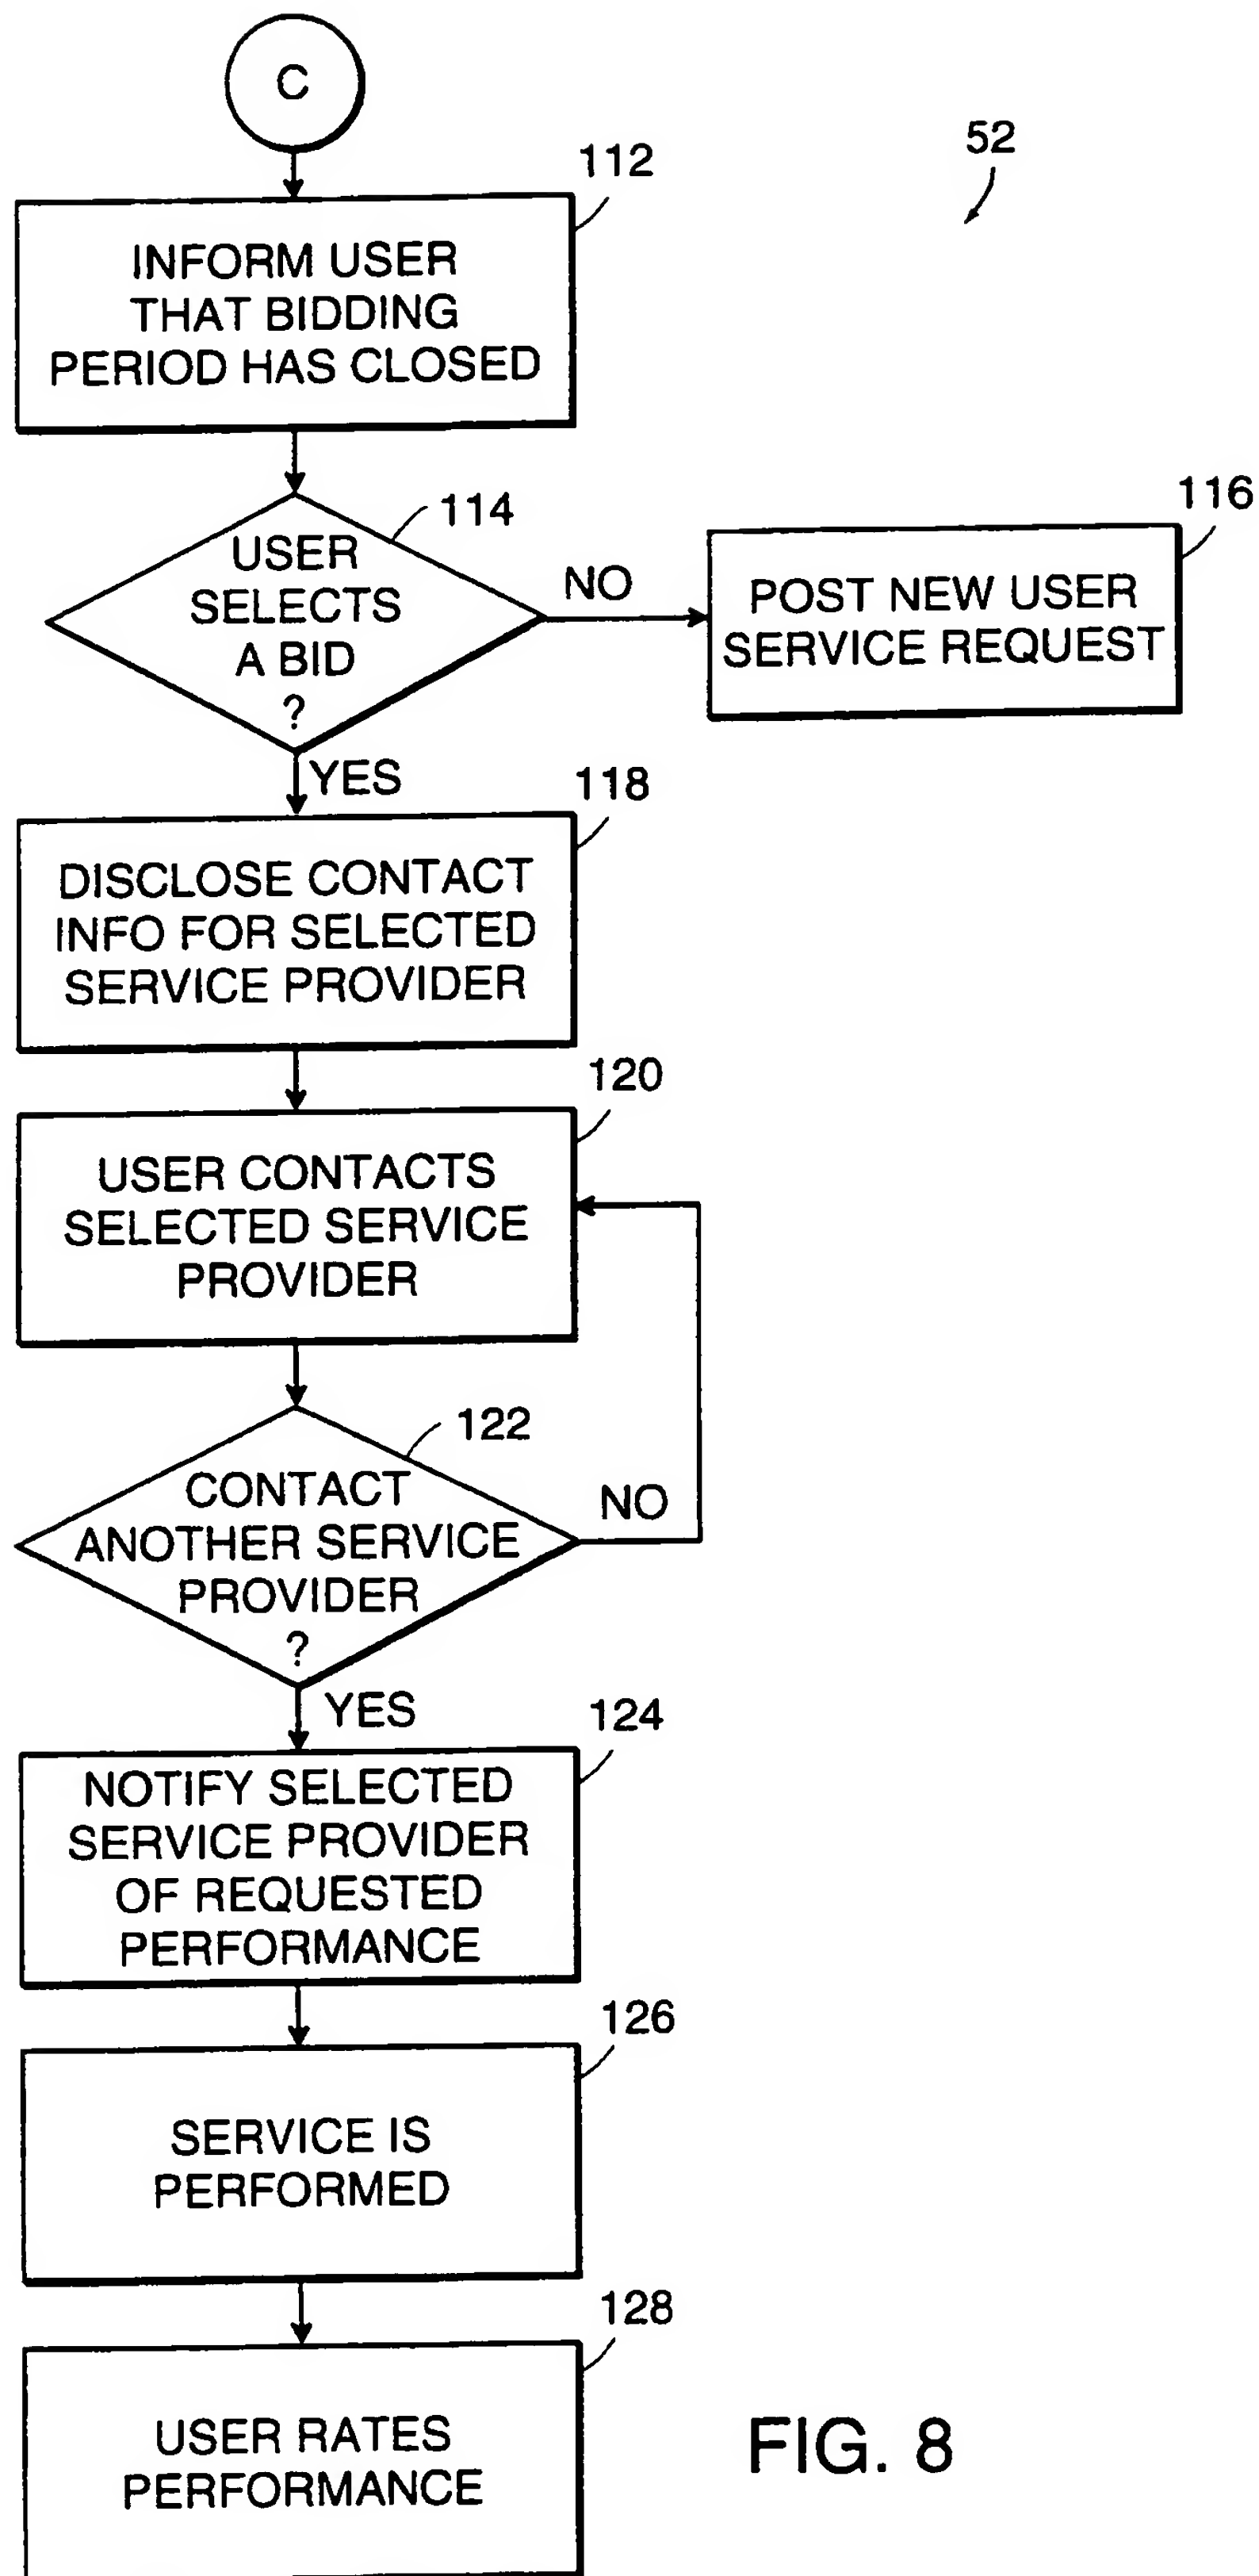 C
52
112
INFORM USER
THAT BIDDING
PERIOD HAS CLOSED
114
USER
SELECTS
A BID
?
NO
116
POST NEW USER
SERVICE REQUEST
YES
118
DISCLOSE CONTACT
INFO FOR SELECTED
SERVICE PROVIDER
120
USER CONTACTS
SELECTED SERVICE
PROVIDER
122
CONTACT
ANOTHER SERVICE
PROVIDER
?
NO
YES
124
NOTIFY SELECTED
SERVICE PROVIDER
OF REQUESTED
PERFORMANCE
126
SERVICE IS
PERFORMED
128
USER RATES
PERFORMANCE
FIG. 8